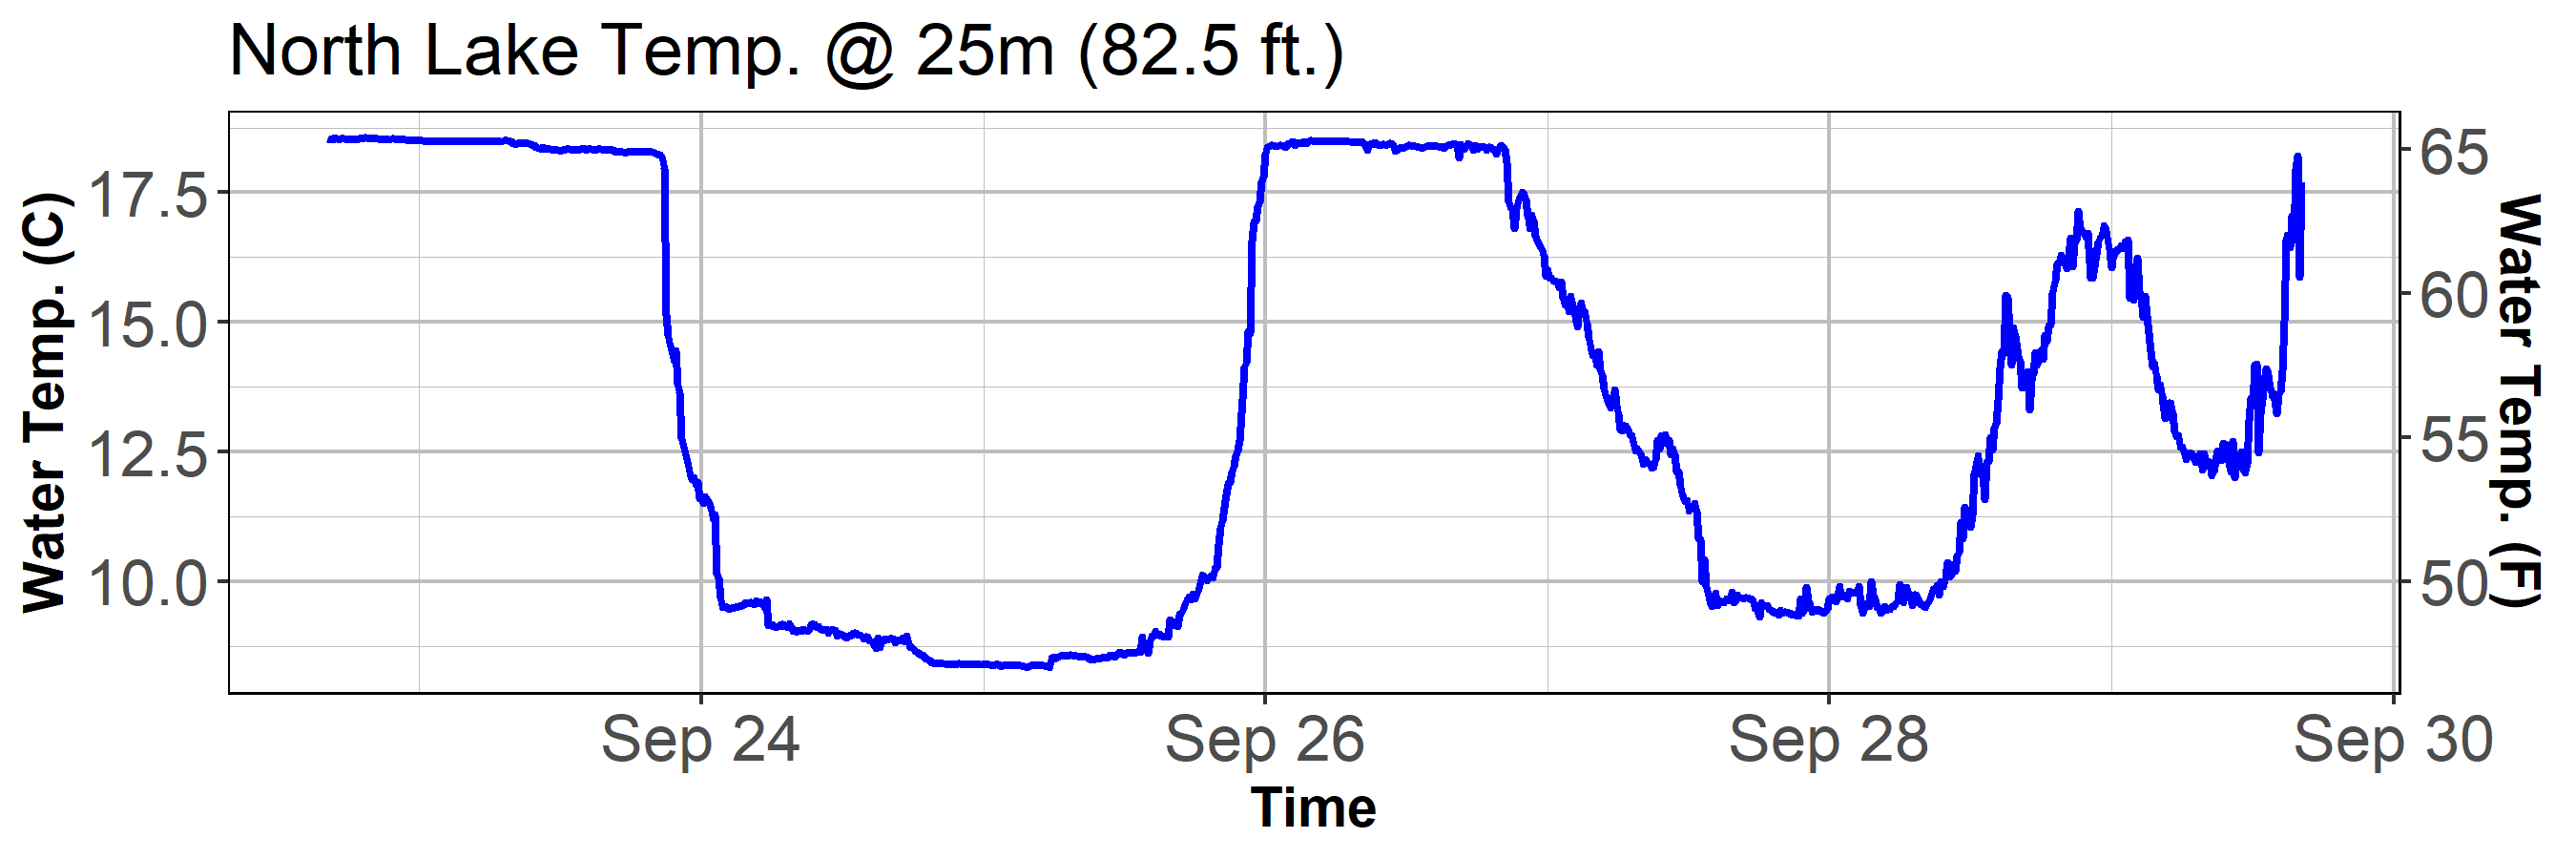 North Lake Temp. @ 25m (82.5 ft.)
Water Temp. (C)
17.5
15.0
12.5
10.0
65
60
55
50
Water Temp. (F)
Sep 24
Sep 26
Sep 28
Sep 30
Time